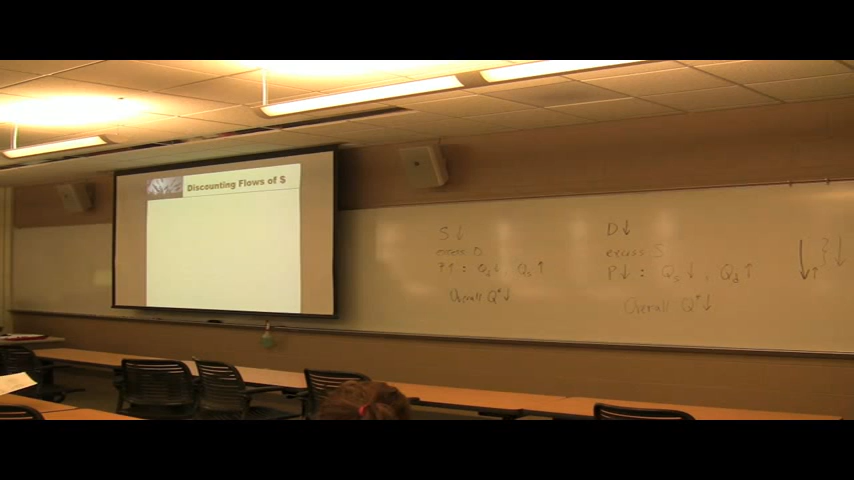 Discounting Flows of $
S↓
excess D
P↑ : Qd↓, Qs↑
Overall Q*↓
D↓
excess S
P↓ : Qs↓, Qd↑
Overall Q*↓
↓↑
??↓